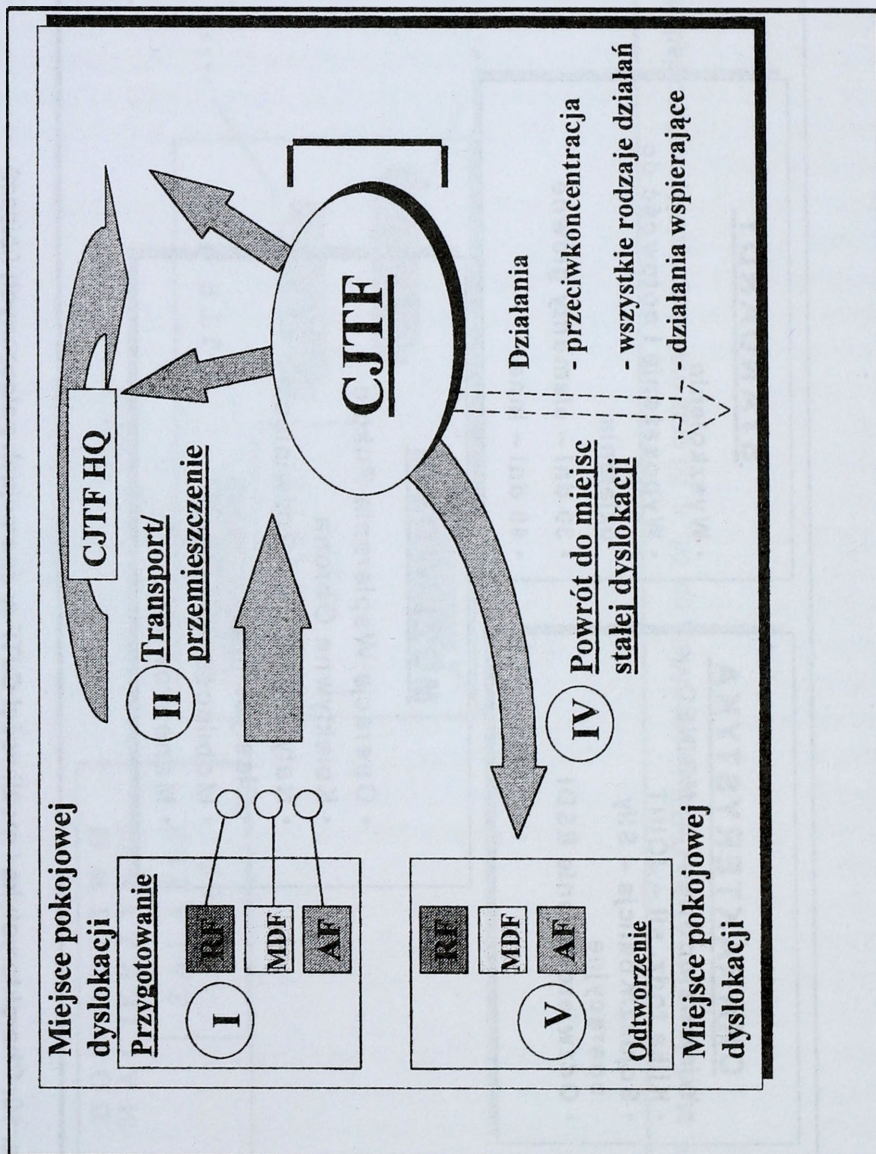 Miejsce pokojowej
dyslokacji
Przygotowanie
I
RF
MDF
AF
II
Transport/
przemieszczenie
CJTF HQ
CJTF
Działania
- przeciwkoncentracja
- wszystkie rodzaje działań
- działania wspierające
IV
Powrót do miejsc
stałej dyslokacji
V
RF
MDF
AF
Odtworzenie
Miejsce pokojowej
dyslokacji